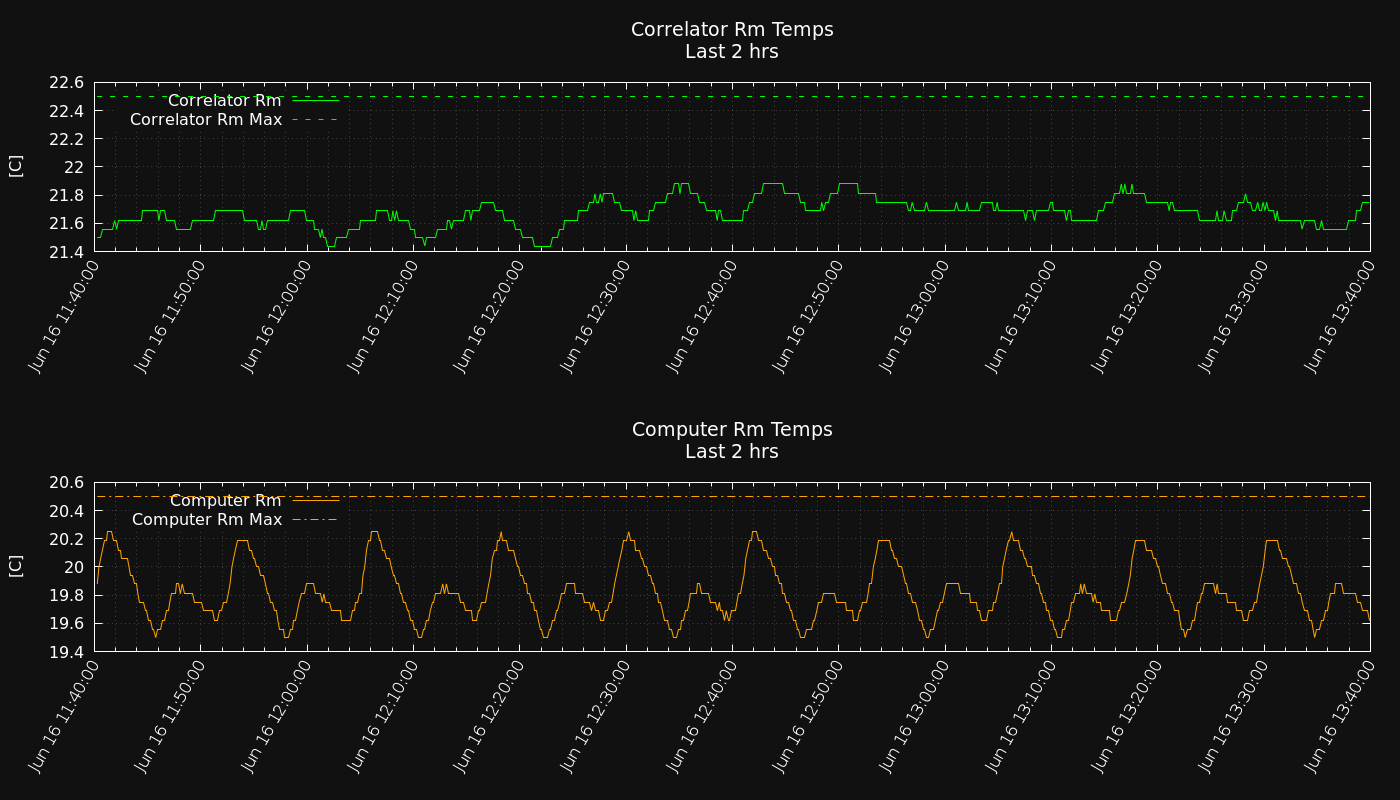 Correlator Rm Temps
Last 2 hrs
22.6
22.4
22.2
22
21.8
21.6
21.4
[C]
Correlator Rm
Correlator Rm Max
Jun 16 11:40:00
Jun 16 11:50:00
Jun 16 12:00:00
Jun 16 12:10:00
Jun 16 12:20:00
Jun 16 12:30:00
Jun 16 12:40:00
Jun 16 12:50:00
Jun 16 13:00:00
Jun 16 13:10:00
Jun 16 13:20:00
Jun 16 13:30:00
Jun 16 13:40:00
Computer Rm Temps
Last 2 hrs
20.6
20.4
20.2
20
19.8
19.6
19.4
[C]
Computer Rm
Computer Rm Max
Jun 16 11:40:00
Jun 16 11:50:00
Jun 16 12:00:00
Jun 16 12:10:00
Jun 16 12:20:00
Jun 16 12:30:00
Jun 16 12:40:00
Jun 16 12:50:00
Jun 16 13:00:00
Jun 16 13:10:00
Jun 16 13:20:00
Jun 16 13:30:00
Jun 16 13:40:00